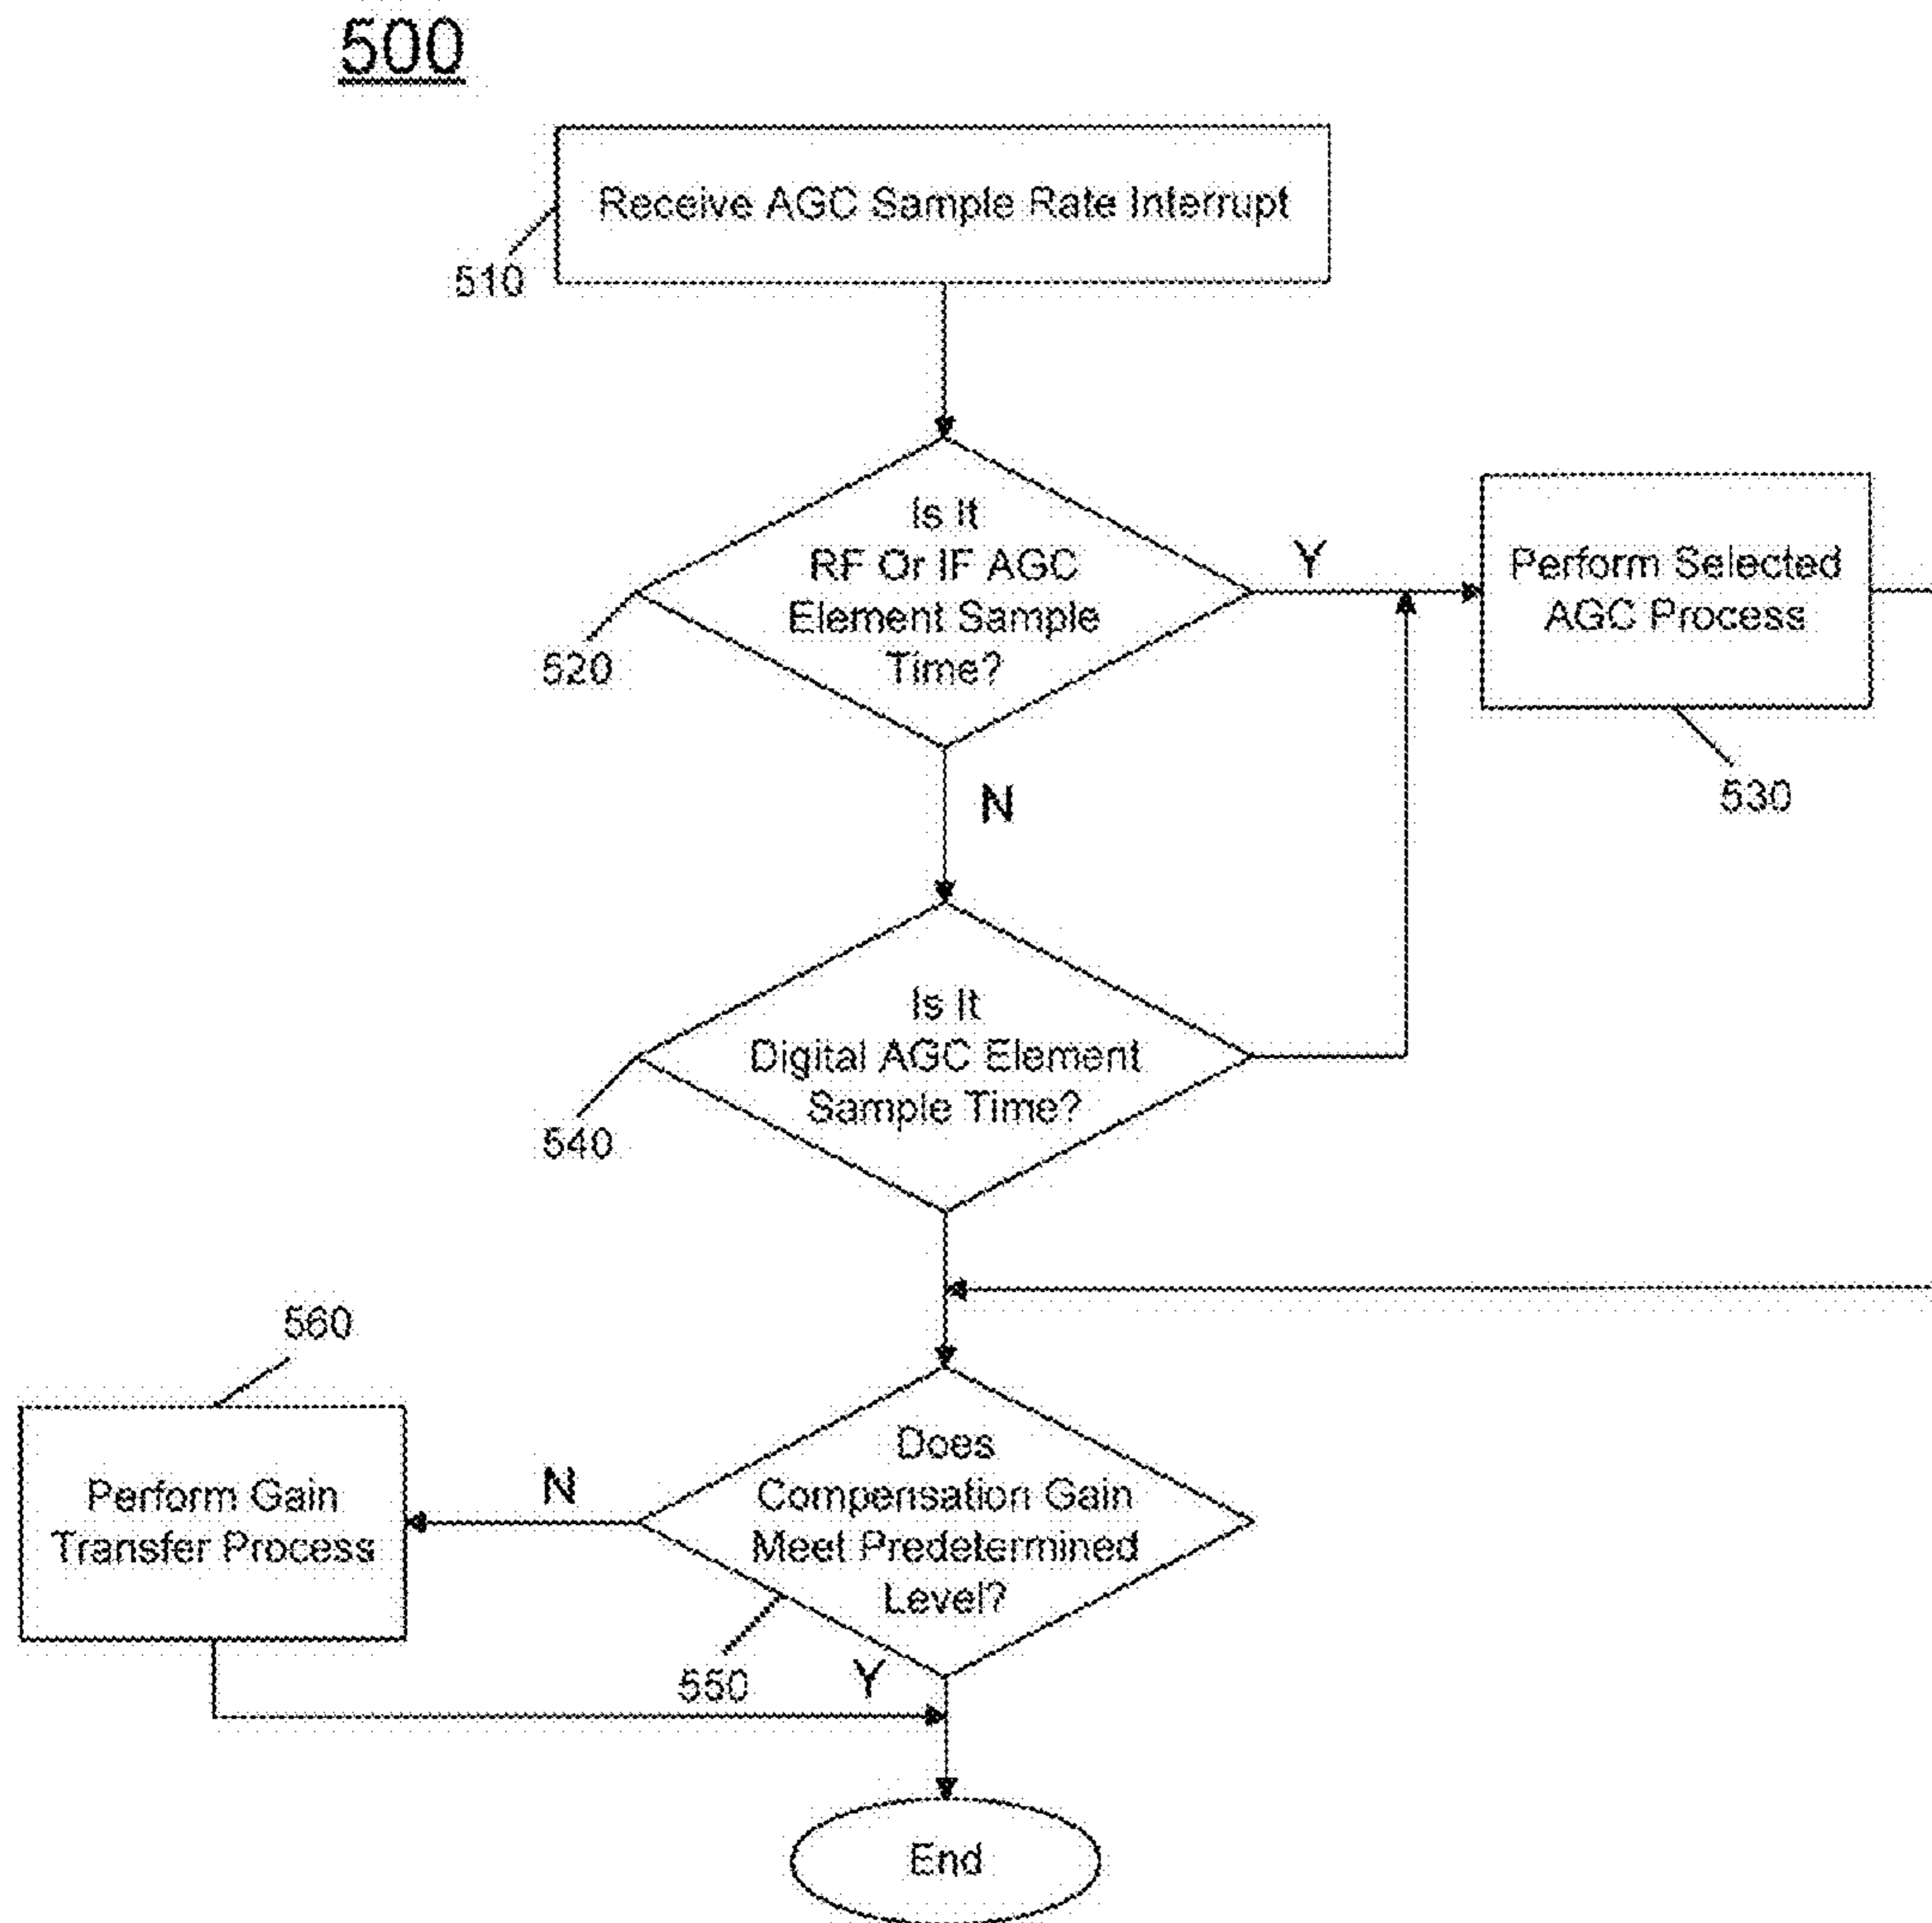 500
Receive AGC Sample Rate Interrupt
510
Is It
RF Or IF AGC
Element Sample
Time?
520
Y
Perform Selected
AGC Process
530
N
Is It
Digital AGC Element
Sample Time?
540
560
Perform Gain
Transfer Process
N
Does
Compensation Gain
Meet Predetermined
Level?
550
Y
End